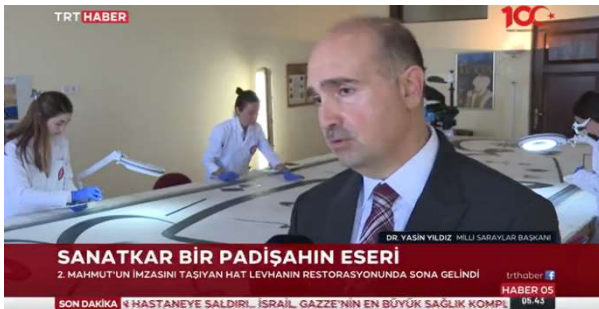 TRT HABER
100
DR. YASİN YILDIZ MİLLİ SARAYLAR BAŞKANI
SANATKAR BİR PADİŞAHIN ESERİ
2. MAHMUT'UN İMZASINI TAŞIYAN HAT LEVHANIN RESTORASYONUNDA SONA GELİNDİ
trthaber
HABER 05
SON DAKİKA HASTANEYE SALDIRI... İSRAİL, GAZZE'NİN EN BÜYÜK SAĞLIK KOMPL
05.43